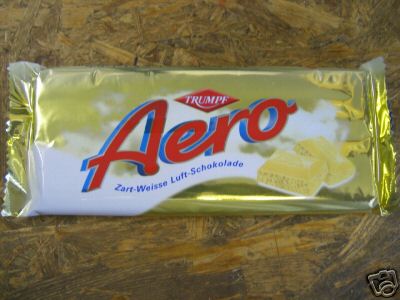 TRUMPF
Aero
Zart-Weisse Luft-Schokolade